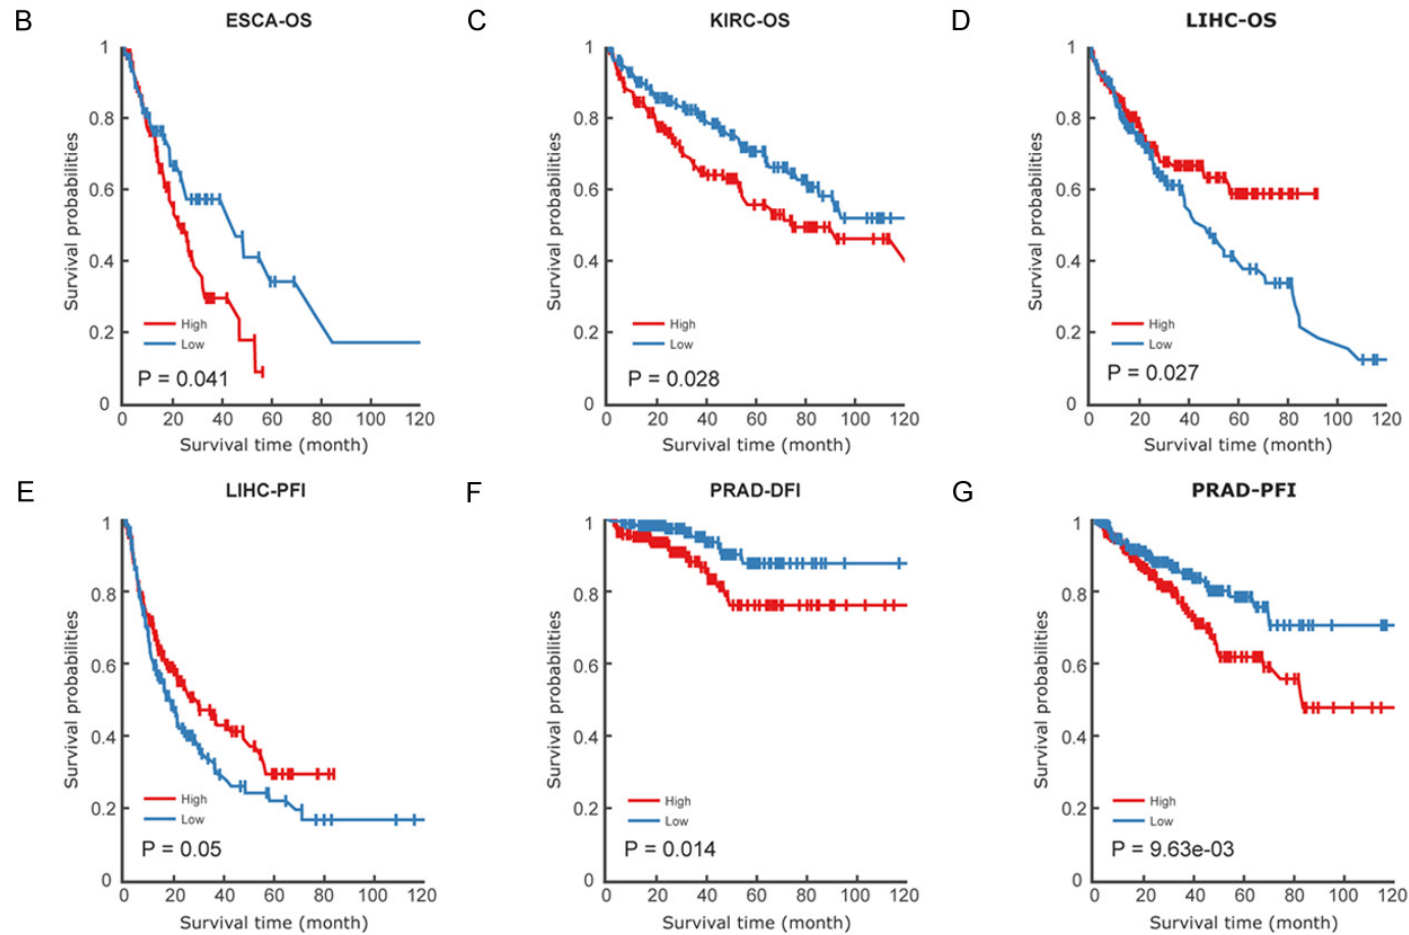 B
ESCA-OS
1
0.8
0.6
0.4
0.2
0
Survival probabilities
High
Low
P = 0.041
0 20 40 60 80 100 120
Survival time (month)
C
KIRC-OS
1
0.8
0.6
0.4
0.2
0
Survival probabilities
High
Low
P = 0.028
0 20 40 60 80 100 120
Survival time (month)
D
LIHC-OS
1
0.8
0.6
0.4
0.2
0
Survival probabilities
High
Low
P = 0.027
0 20 40 60 80 100 120
Survival time (month)
E
LIHC-PFI
1
0.8
0.6
0.4
0.2
0
Survival probabilities
High
Low
P = 0.05
0 20 40 60 80 100 120
Survival time (month)
F
PRAD-DFI
1
0.8
0.6
0.4
0.2
0
Survival probabilities
High
Low
P = 0.014
0 20 40 60 80 100 120
Survival time (month)
G
PRAD-PFI
1
0.8
0.6
0.4
0.2
0
Survival probabilities
High
Low
P = 9.63e-03
0 20 40 60 80 100 120
Survival time (month)